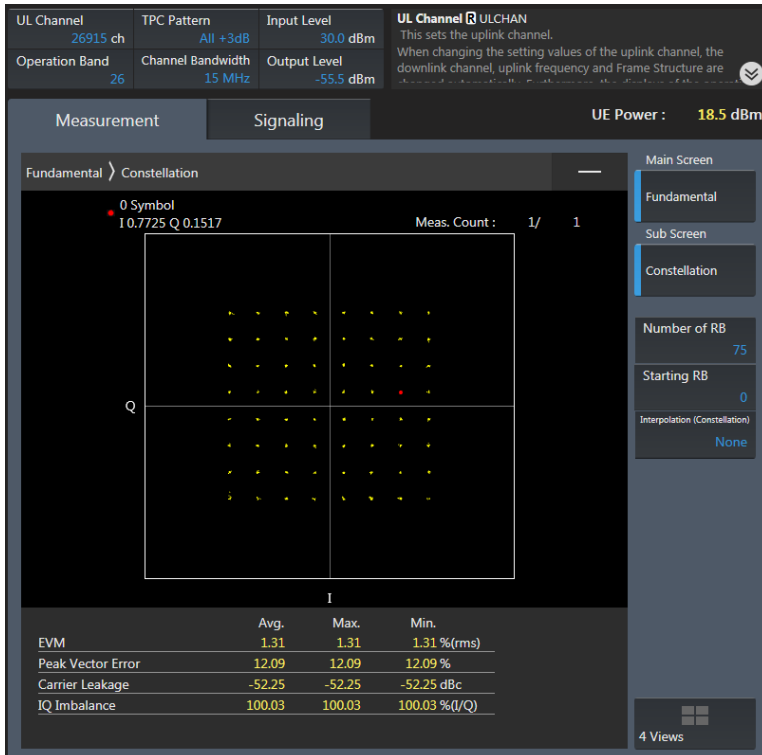 UL Channel
26915 ch
TPC Pattern
All +3dB
Input Level
30.0 dBm
Operation Band
26
Channel Bandwidth
15 MHz
Output Level
-55.5 dBm
UL Channel R ULCHAN
This sets the uplink channel.
When changing the setting values of the uplink channel, the
downlink channel, uplink frequency and Frame Structure are
Measurement
Signaling
UE Power : 18.5 dBm
Fundamental 〉 Constellation
0 Symbol
I 0.7725 Q 0.1517
Meas. Count : 1/ 1
Q
I
Avg. Max. Min.
EVM 1.31 1.31 1.31 %(rms)
Peak Vector Error 12.09 12.09 12.09 %
Carrier Leakage -52.25 -52.25 -52.25 dBc
IQ Imbalance 100.03 100.03 100.03 %(I/Q)
Main Screen
Fundamental
Sub Screen
Constellation
Number of RB
75
Starting RB
0
Interpolation (Constellation)
None
4 Views